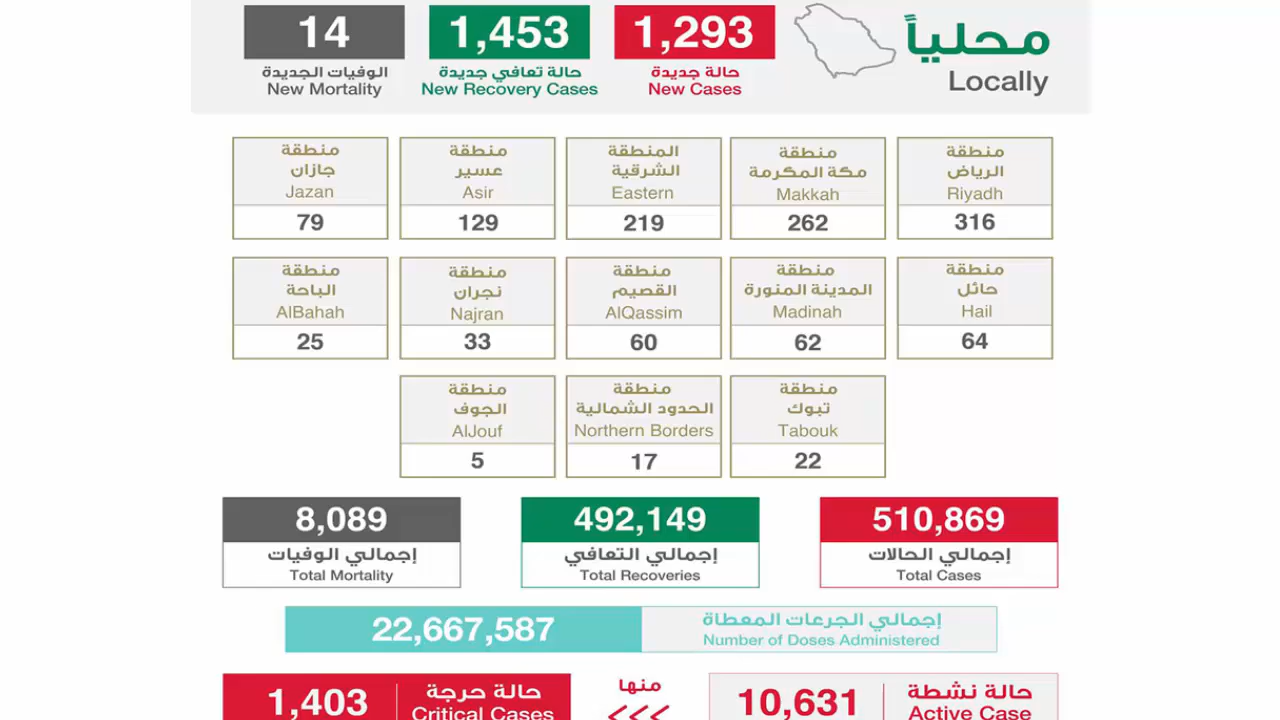 محلياً
Locally
1,293
حالة جديدة
New Cases
1,453
حالة تعافي جديدة
New Recovery Cases
14
الوفيات الجديدة
New Mortality
منطقة
الرياض
Riyadh
316
منطقة
مكة المكرمة
Makkah
262
المنطقة
الشرقية
Eastern
219
منطقة
عسير
Asir
129
منطقة
جازان
Jazan
79
منطقة
حائل
Hail
64
منطقة
المدينة المنورة
Madinah
62
منطقة
القصيم
AlQassim
60
منطقة
نجران
Najran
33
منطقة
الباحة
AlBahah
25
منطقة
تبوك
Tabouk
22
منطقة
الحدود الشمالية
Northern Borders
17
منطقة
الجوف
AlJouf
5
510,869
إجمالي الحالات
Total Cases
492,149
إجمالي التعافي
Total Recoveries
8,089
إجمالي الوفيات
Total Mortality
إجمالي الجرعات المعطاة
Number of Doses Administered
22,667,587
حالة نشطة
Active Case
10,631
منها
حالة حرجة
Critical Cases
1,403